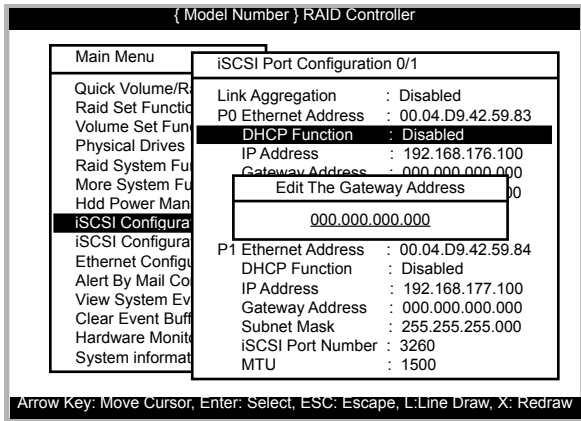 { Model Number } RAID Controller
Main Menu
Quick Volume/Ra
Raid Set Functio
Volume Set Fun
Physical Drives
Raid System Fu
More System Fu
Hdd Power Man
iSCSI Configura
iSCSI Configura
Ethernet Configu
Alert By Mail Co
View System Ev
Clear Event Buff
Hardware Monito
System informat
iSCSI Port Configuration 0/1
Link Aggregation : Disabled
P0 Ethernet Address : 00.04.D9.42.59.83
DHCP Function : Disabled
IP Address : 192.168.176.100
Gateway Address : 000.000.000.000
Edit The Gateway Address
000.000.000.000
P1 Ethernet Address : 00.04.D9.42.59.84
DHCP Function : Disabled
IP Address : 192.168.177.100
Gateway Address : 000.000.000.000
Subnet Mask : 255.255.255.000
iSCSI Port Number : 3260
MTU : 1500
Arrow Key: Move Cursor, Enter: Select, ESC: Escape, L:Line Draw, X: Redraw